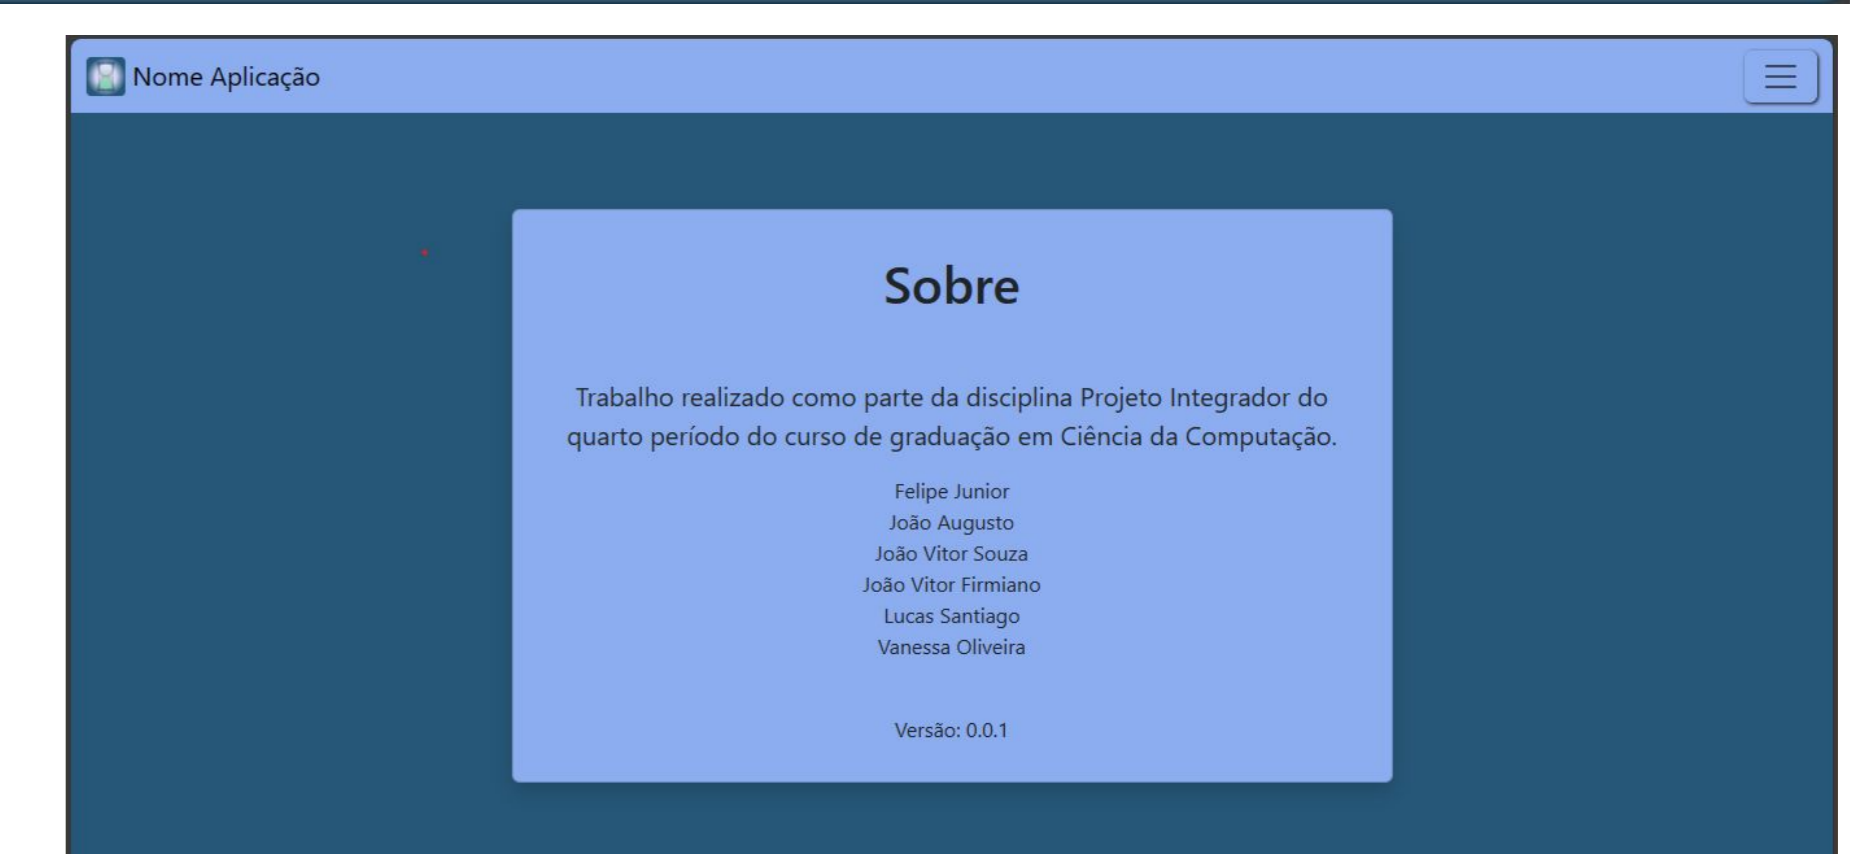 Nome Aplicação
Sobre
Trabalho realizado como parte da disciplina Projeto Integrador do
quarto período do curso de graduação em Ciência da Computação.
Felipe Junior
João Augusto
João Vitor Souza
João Vitor Firmiano
Lucas Santiago
Vanessa Oliveira
Versão: 0.0.1